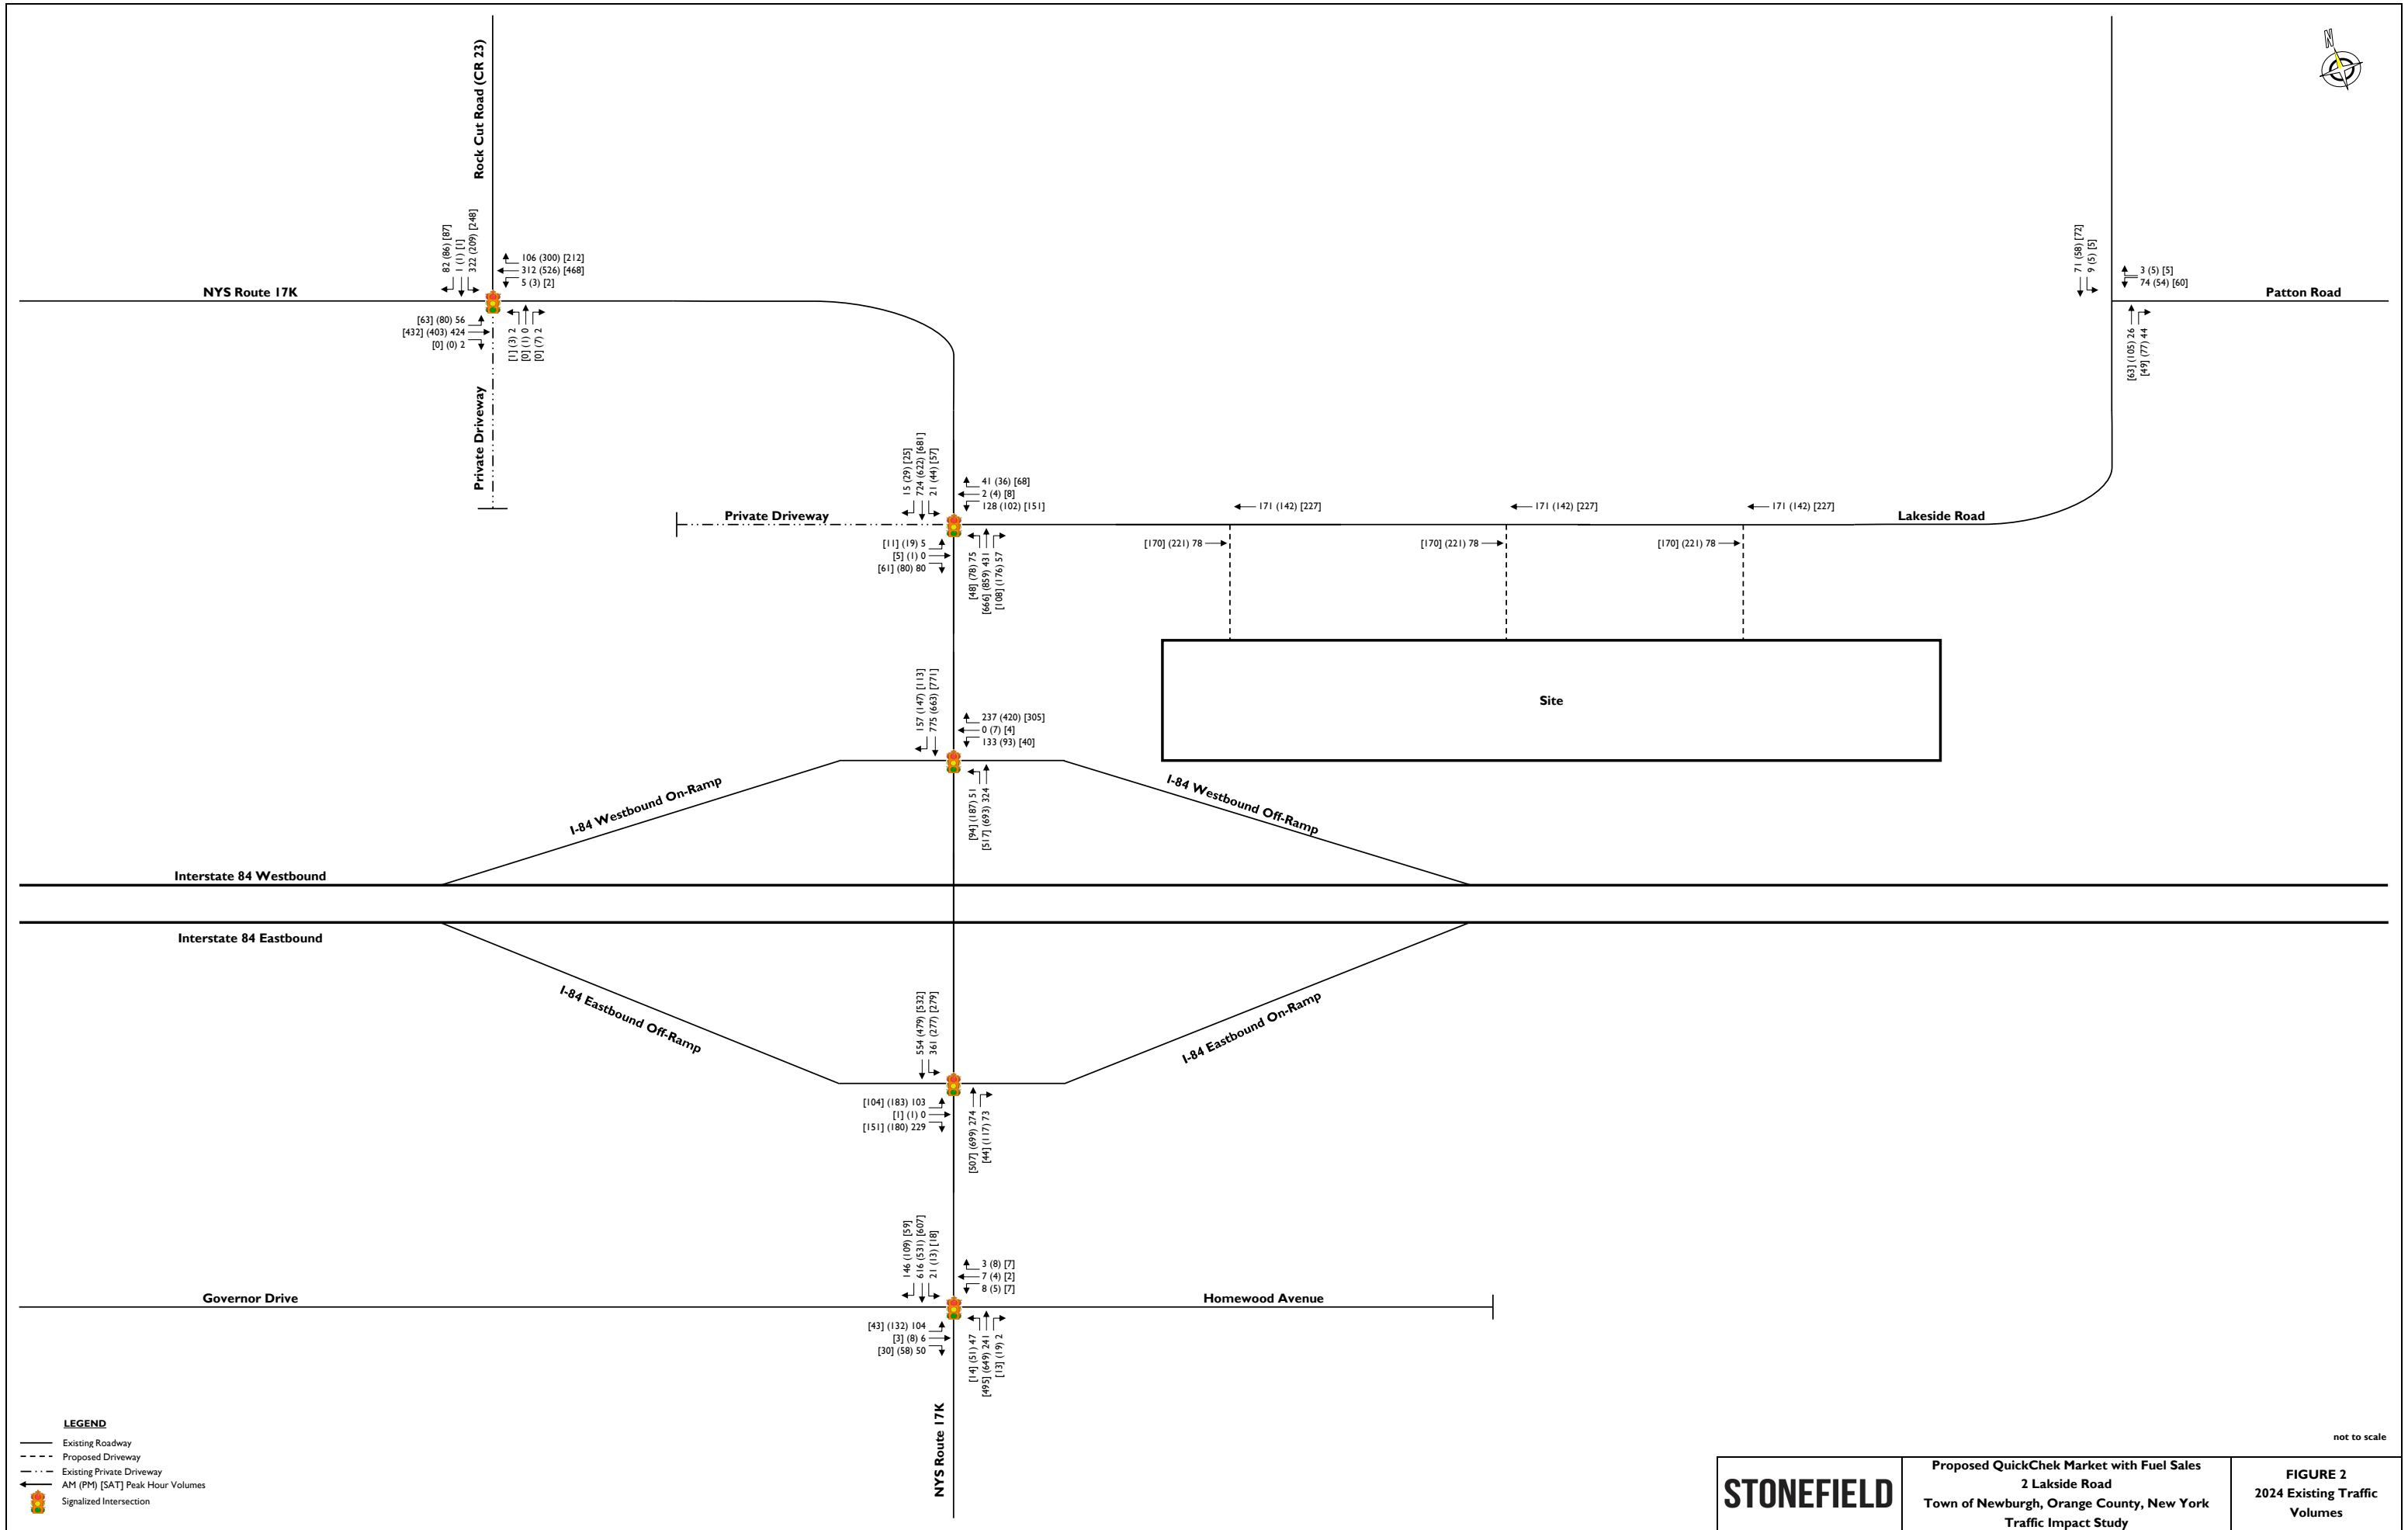 N
Rock Cut Road (CR 23)
82 (86) [87]
1 (1) [1]
322 (209) [248]
106 (300) [212]
312 (526) [468]
5 (3) [2]
NYS Route 17K
[63] (80) 56
[432] (403) 424
[0] (0) 2
[1] (3) 2
[0] (1) 0
[0] (7) 2
Private Driveway
71 (58) [72]
9 (5) [5]
3 (5) [5]
74 (54) [60]
Patton Road
[63] (105) 26
[49] (77) 44
15 (29) [25]
724 (622) [681]
21 (44) [57]
41 (36) [68]
2 (4) [8]
128 (102) [151]
Private Driveway
[11] (19) 5
[5] (1) 0
[61] (80) 80
[48] (78) 75
[666] (859) 431
[108] (176) 57
171 (142) [227]
171 (142) [227]
171 (142) [227]
Lakeside Road
[170] (221) 78
[170] (221) 78
[170] (221) 78
Site
157 (147) [113]
775 (663) [771]
237 (420) [305]
0 (7) [4]
133 (93) [40]
[94] (187) 51
[517] (693) 324
I-84 Westbound On-Ramp
I-84 Westbound Off-Ramp
Interstate 84 Westbound
Interstate 84 Eastbound
I-84 Eastbound Off-Ramp
I-84 Eastbound On-Ramp
554 (479) [532]
361 (277) [279]
[104] (183) 103
[1] (1) 0
[151] (180) 229
[507] (699) 274
[44] (117) 73
146 (109) [59]
616 (531) [607]
21 (13) [18]
3 (8) [7]
7 (4) [2]
8 (5) [7]
Governor Drive
Homewood Avenue
[43] (132) 104
[3] (8) 6
[30] (58) 50
[14] (51) 47
[495] (649) 241
[13] (19) 2
NYS Route 17K
LEGEND
Existing Roadway
Proposed Driveway
Existing Private Driveway
AM (PM) [SAT] Peak Hour Volumes
Signalized Intersection
not to scale
STONEFIELD
Proposed QuickChek Market with Fuel Sales
2 Lakside Road
Town of Newburgh, Orange County, New York
Traffic Impact Study
FIGURE 2
2024 Existing Traffic
Volumes